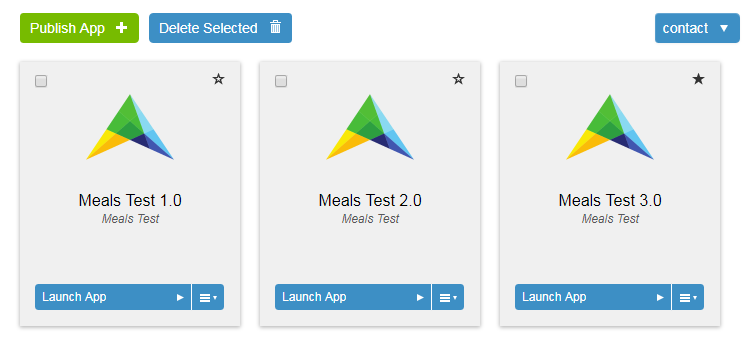 Publish App
Delete Selected
contact
Meals Test 1.0
Meals Test
Launch App
Meals Test 2.0
Meals Test
Launch App
Meals Test 3.0
Meals Test
Launch App